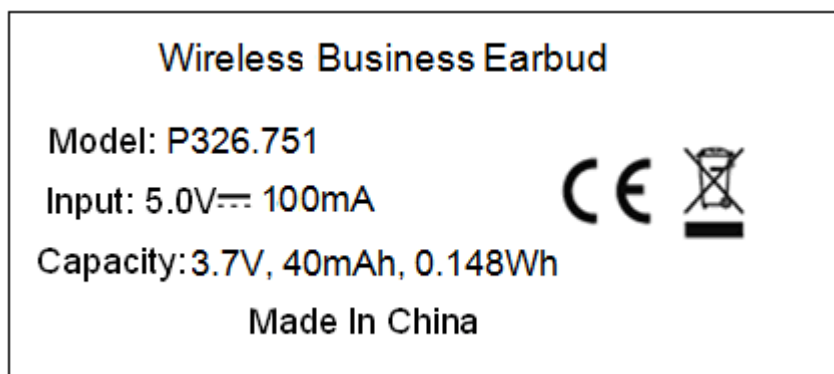 Wireless Business Earbud
Model: P326.751
Input: 5.0V⎓ 100mA
CE
Capacity: 3.7V, 40mAh, 0.148Wh
Made In China